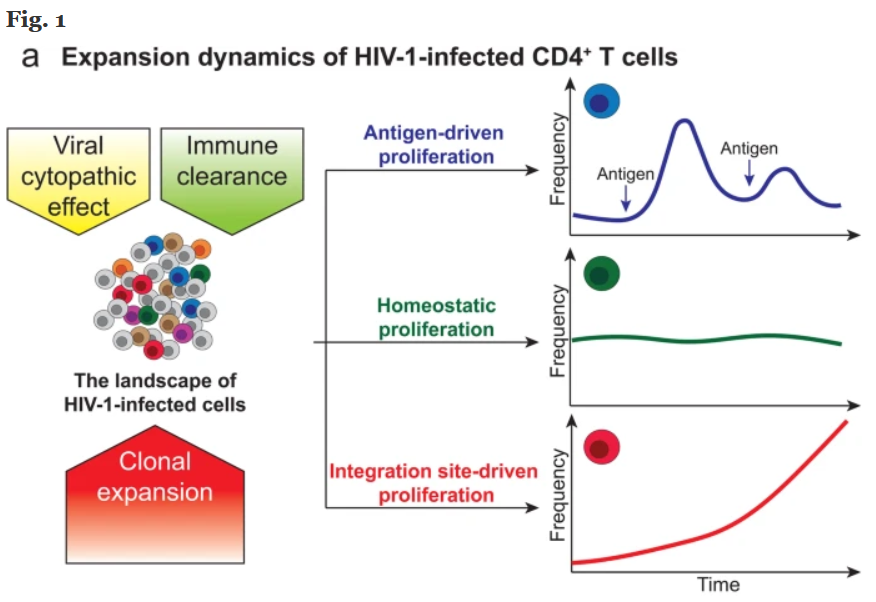 Fig. 1
a Expansion dynamics of HIV-1-infected CD4⁺ T cells
Viral
cytopathic
effect
Immune
clearance
The landscape of
HIV-1-infected cells
Clonal
expansion
Antigen-driven
proliferation
Frequency
Antigen
Antigen
Homeostatic
proliferation
Frequency
Integration site-driven
proliferation
Frequency
Time